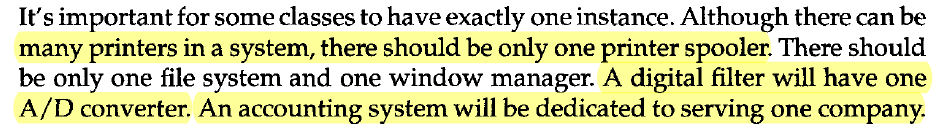 It's important for some classes to have exactly one instance. Although there can be
many printers in a system, there should be only one printer spooler. There should
be only one file system and one window manager. A digital filter will have one
A/D converter. An accounting system will be dedicated to serving one company.